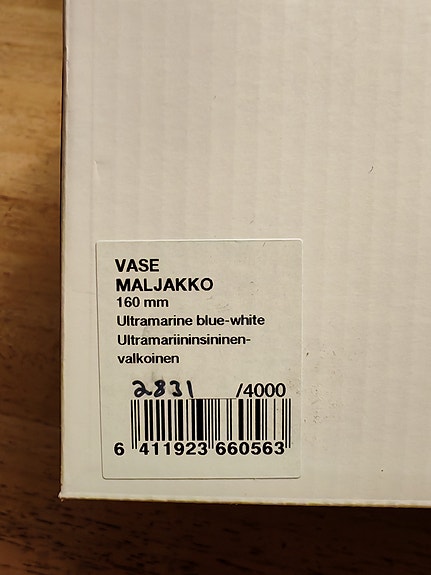 VASE
MALJAKKO
160 mm
Ultramarine blue-white
Ultramariininsininen-
valkoinen
2831 /4000
6 411923 660563